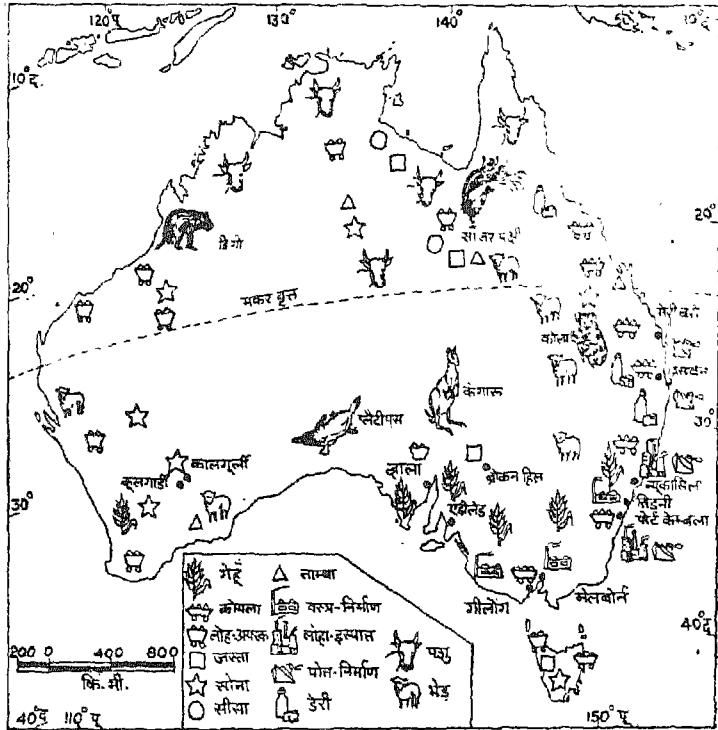 120° पू.
130°
140°
10° द.
10° द.
20°
डिंगो
20°
मकर वृत्त
कोला
कंगारू
प्लैटीपस
30°
कालगूर्ली
कूलगार्डी
ह्वाला
ब्रोकन हिल
न्यूकासिल
30°
एडीलेड
सिडनी
पोर्ट केम्बला
गीलोंग
मेलबोर्न
40° द.
गेहूँ
ताम्बा
कोयला
वस्त्र-निर्माण
लोह-अयस्क
लोहा-इस्पात
पशु
जस्ता
सोना
पोत-निर्माण
भेड़
सीसा
डेरी
200 0 400 800
कि. मी.
40° द.
110° पू
150° पू